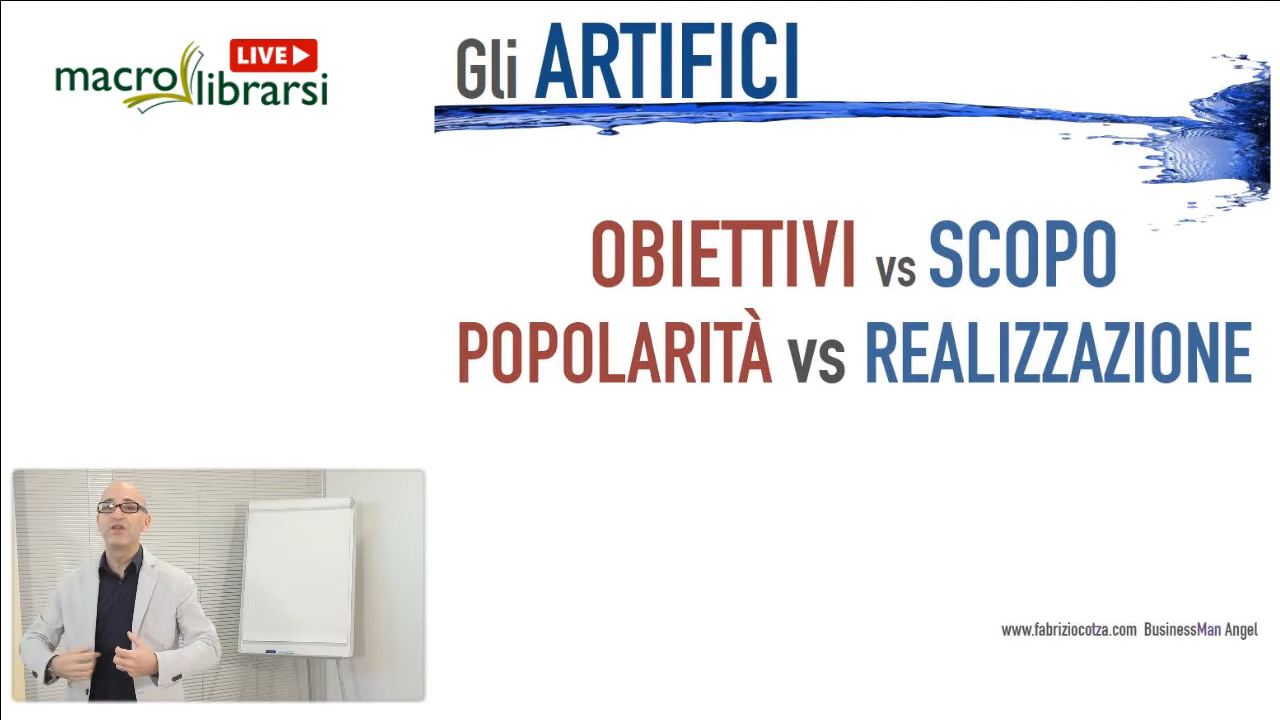 LIVE
macro librarsi
Gli ARTIFICI
OBIETTIVI vs SCOPO
POPOLARITÀ vs REALIZZAZIONE
www.fabriziocotza.com BusinessMan Angel